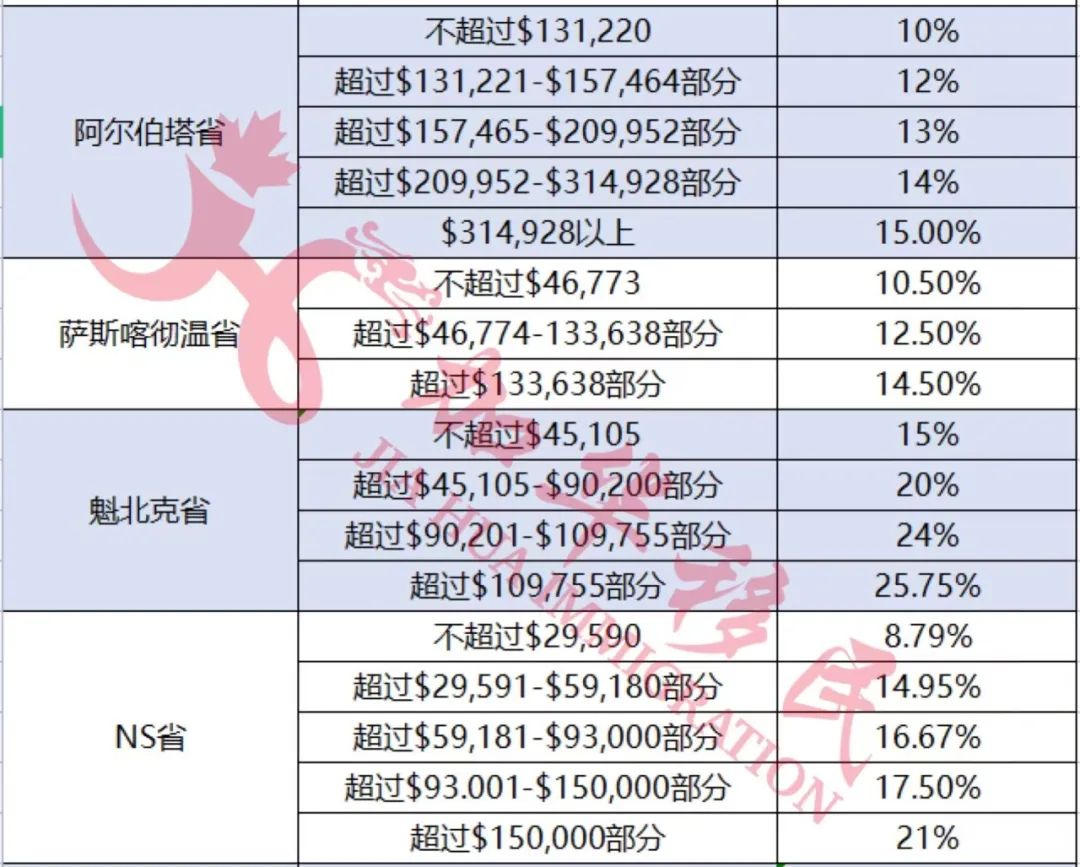 阿尔伯塔省
不超过$131,220 10%
超过$131,221-$157,464部分 12%
超过$157,465-$209,952部分 13%
超过$209,952-$314,928部分 14%
$314,928以上 15.00%
萨斯喀彻温省
不超过$46,773 10.50%
超过$46,774-133,638部分 12.50%
超过$133,638部分 14.50%
魁北克省
不超过$45,105 15%
超过$45,105-$90,200部分 20%
超过$90,201-$109,755部分 24%
超过$109,755部分 25.75%
NS省
不超过$29,590 8.79%
超过$29,591-$59,180部分 14.95%
超过$59,181-$93,000部分 16.67%
超过$93.001-$150,000部分 17.50%
超过$150,000部分 21%
加华移民
JIA HUA IMMIGRATION